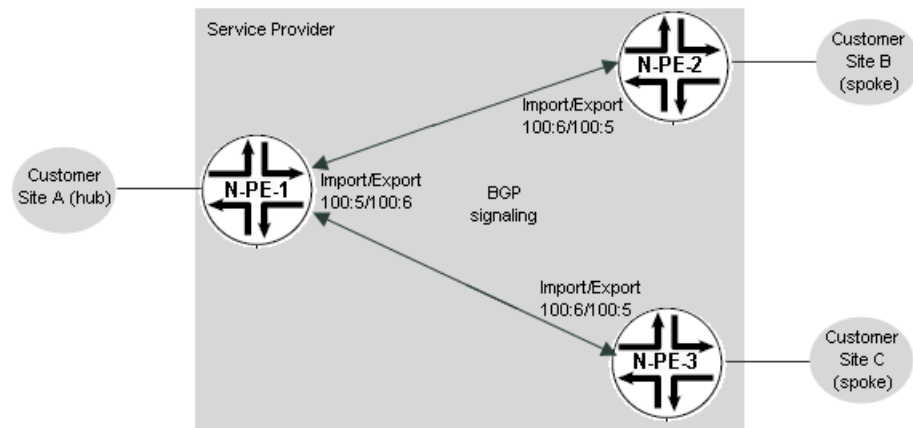 Service Provider
Customer
Site B
(spoke)
N-PE-2
Import/Export
100:6/100:5
Customer
Site A (hub)
N-PE-1
Import/Export
100:5/100:6
BGP
signaling
Import/Export
100:6/100:5
N-PE-3
Customer
Site C
(spoke)